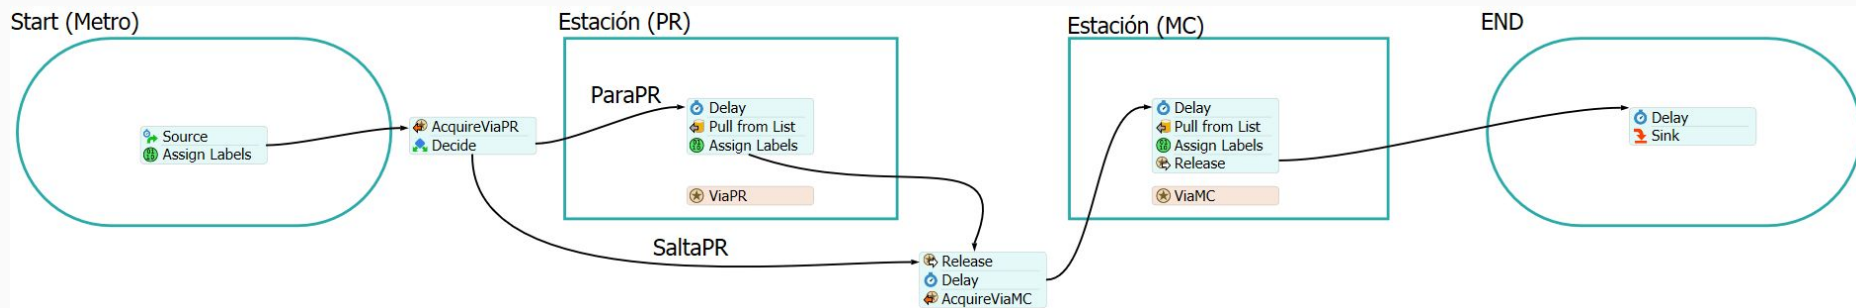 Start (Metro)
Source
Assign Labels
AcquireViaPR
Decide
Estación (PR)
ParaPR
Delay
Pull from List
Assign Labels
ViaPR
SaltaPR
Release
Delay
AcquireViaMC
Estación (MC)
Delay
Pull from List
Assign Labels
Release
ViaMC
END
Delay
Sink